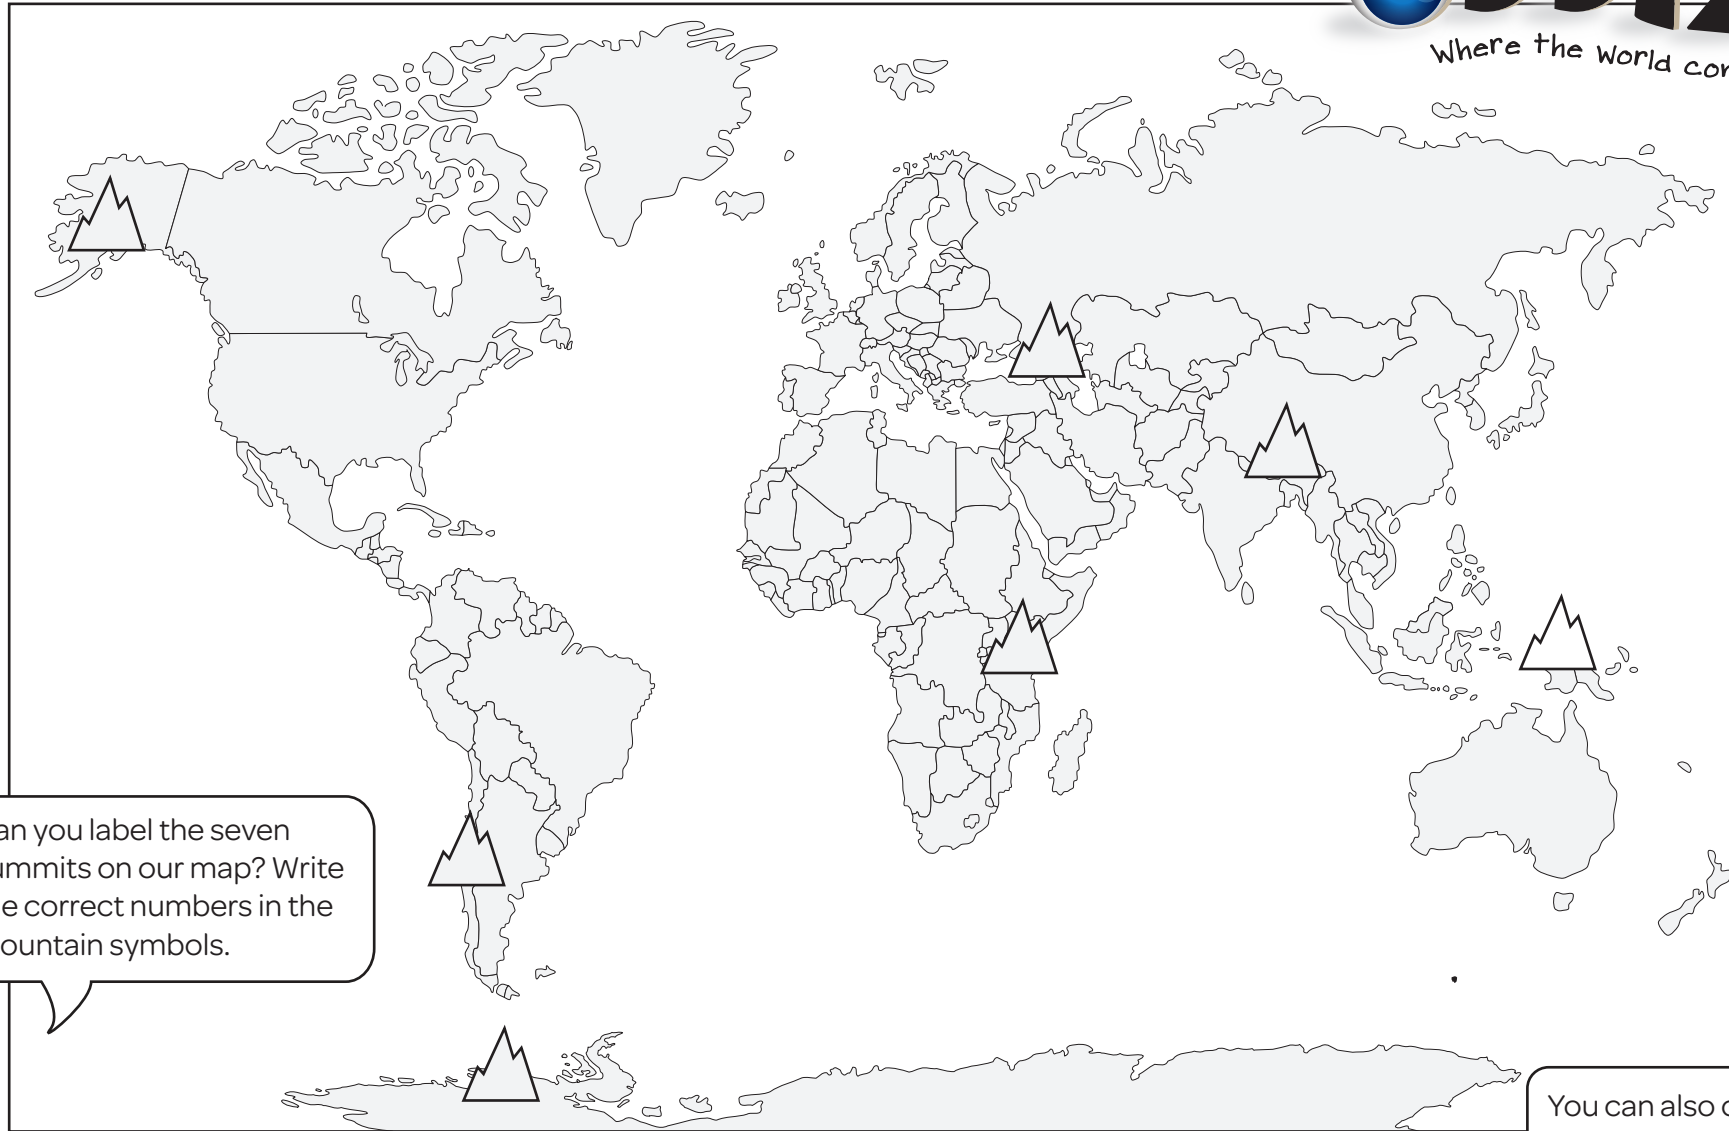 Where the World co
an you label the seven
ummits on our map? Write
e correct numbers in the
ountain symbols.
You can also